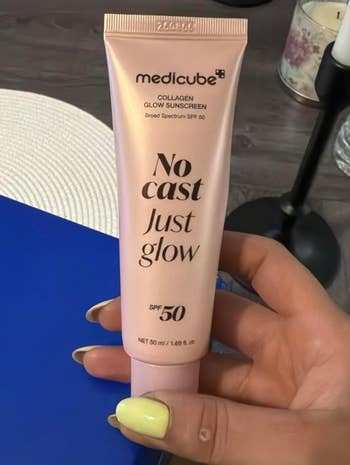 medicube
COLLAGEN
GLOW SUNSCREEN
Broad Spectrum SPF 50
No
cast
Just
glow
SPF 50
NET 50 ml / 1.69 fl. oz